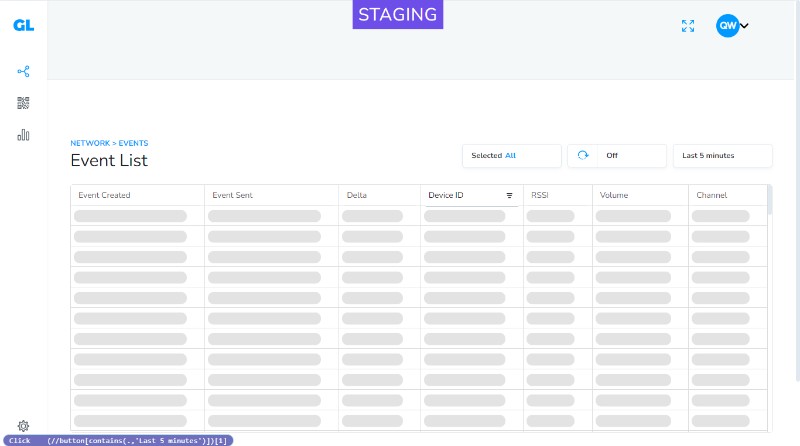 STAGING
GL
QW
NETWORK > EVENTS
Event List
Selected All
Off
Last 5 minutes
Event Created Event Sent Delta Device ID RSSI Volume Channel
Click (//button[contains(.,'Last 5 minutes')])[1]